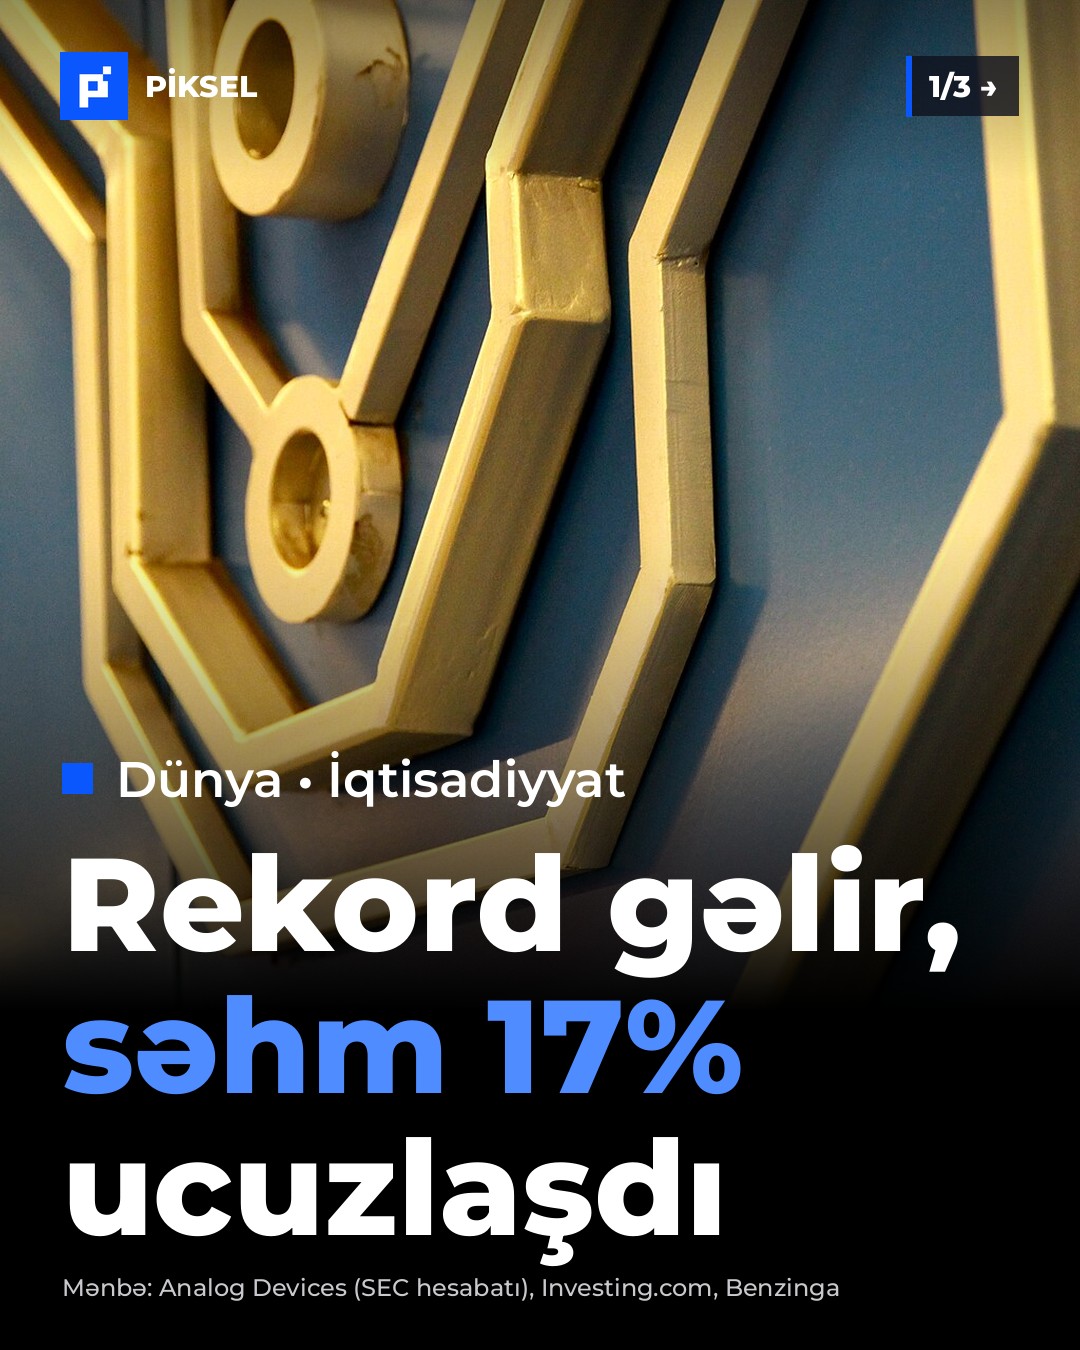 PİKSEL
1/3 →
Dünya • İqtisadiyyat
Rekord gəlir,
səhm 17%
ucuzlaşdı
Mənbə: Analog Devices (SEC hesabatı), Investing.com, Benzinga